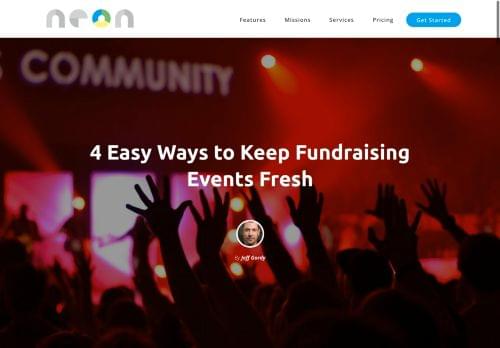 neon
Features
Missions
Services
Pricing
Get Started
S COMMUNITY
4 Easy Ways to Keep Fundraising
Events Fresh
By Jeff Gordy